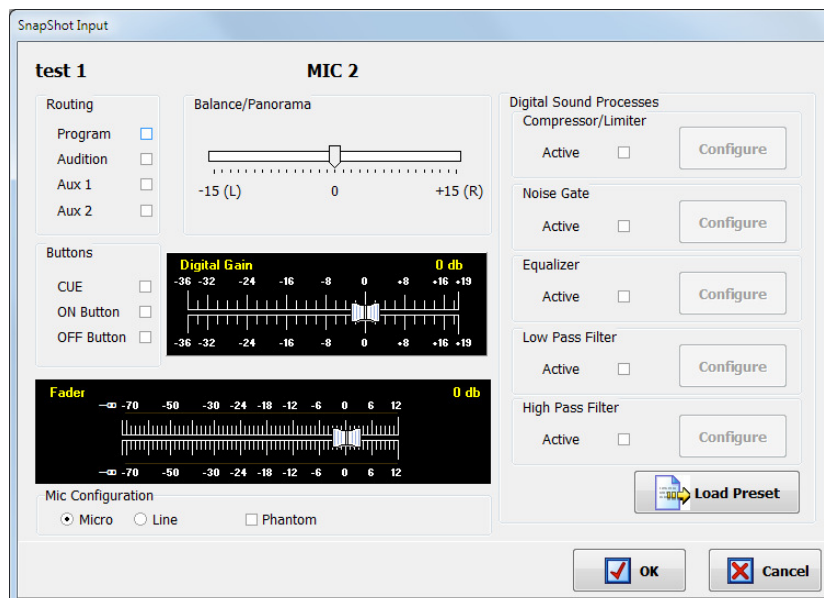 SnapShot Input
test 1 MIC 2
Routing
Program
Audition
Aux 1
Aux 2
Balance/Panorama
-15 (L) 0 +15 (R)
Buttons
CUE
ON Button
OFF Button
Digital Gain 0 db
-36 -32 -24 -16 -8 0 +8 +16 +19
-36 -32 -24 -16 -8 0 +8 +16 +19
Fader 0 db
-∞ -70 -50 -30 -24 -18 -12 -6 0 6 12
-∞ -70 -50 -30 -24 -18 -12 -6 0 6 12
Mic Configuration
Micro Line Phantom
Digital Sound Processes
Compressor/Limiter
Active Configure
Noise Gate
Active Configure
Equalizer
Active Configure
Low Pass Filter
Active Configure
High Pass Filter
Active Configure
Load Preset
OK Cancel